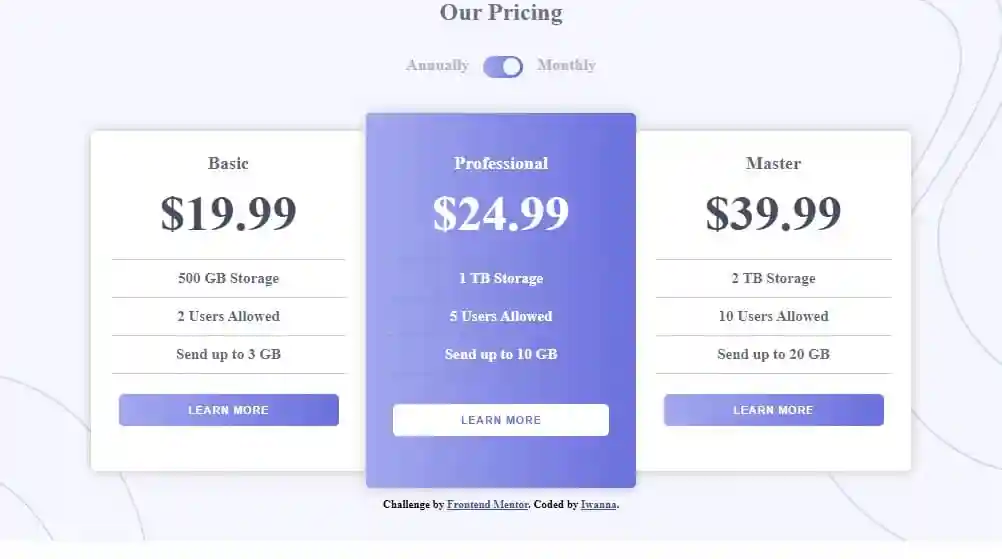 Our Pricing
Annually Monthly
Basic
$19.99
500 GB Storage
2 Users Allowed
Send up to 3 GB
LEARN MORE
Professional
$24.99
1 TB Storage
5 Users Allowed
Send up to 10 GB
LEARN MORE
Master
$39.99
2 TB Storage
10 Users Allowed
Send up to 20 GB
LEARN MORE
Challenge by Frontend Mentor. Coded by Iwanna.